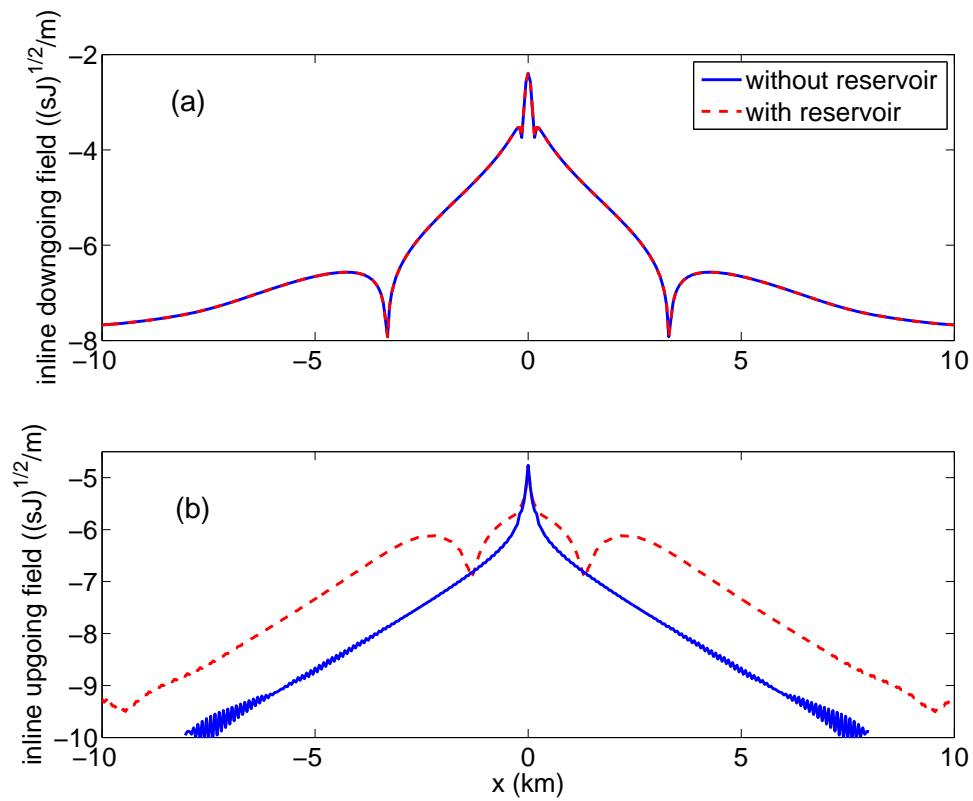 −2
−4
−6
−8
inline downgoing field ((sJ)^{1/2}/m)
(a)
without reservoir
with reservoir
−10 −5 0 5 10
−5
−6
−7
−8
−9
−10
inline upgoing field ((sJ)^{1/2}/m)
(b)
−10 −5 0 5 10
x (km)